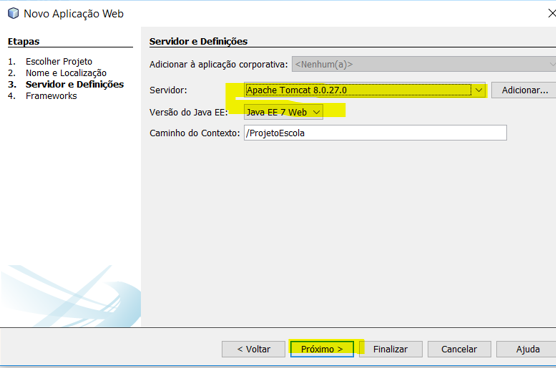 Novo Aplicação Web
Etapas
1. Escolher Projeto
2. Nome e Localização
3. Servidor e Definições
4. Frameworks
Servidor e Definições
Adicionar à aplicação corporativa: <Nenhum(a)>
Servidor: Apache Tomcat 8.0.27.0 Adicionar...
Versão do Java EE: Java EE 7 Web
Caminho do Contexto: /ProjetoEscola
< Voltar Próximo > Finalizar Cancelar Ajuda